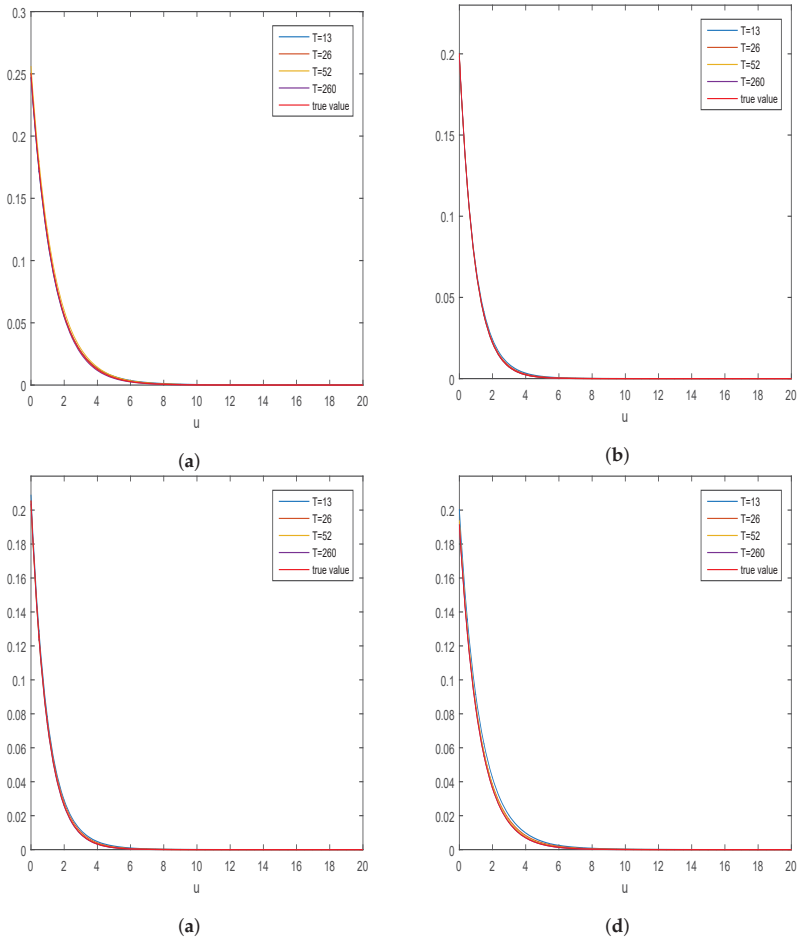 0.3
0.25
0.2
0.15
0.1
0.05
0
0 2 4 6 8 10 12 14 16 18 20
u
T=13
T=26
T=52
T=260
true value
(a)
0.2
0.15
0.1
0.05
0
0 2 4 6 8 10 12 14 16 18 20
u
T=13
T=26
T=52
T=260
true value
(b)
0.2
0.18
0.16
0.14
0.12
0.1
0.08
0.06
0.04
0.02
0
0 2 4 6 8 10 12 14 16 18 20
u
T=13
T=26
T=52
T=260
true value
(a)
0.2
0.18
0.16
0.14
0.12
0.1
0.08
0.06
0.04
0.02
0
0 2 4 6 8 10 12 14 16 18 20
u
T=13
T=26
T=52
T=260
true value
(d)